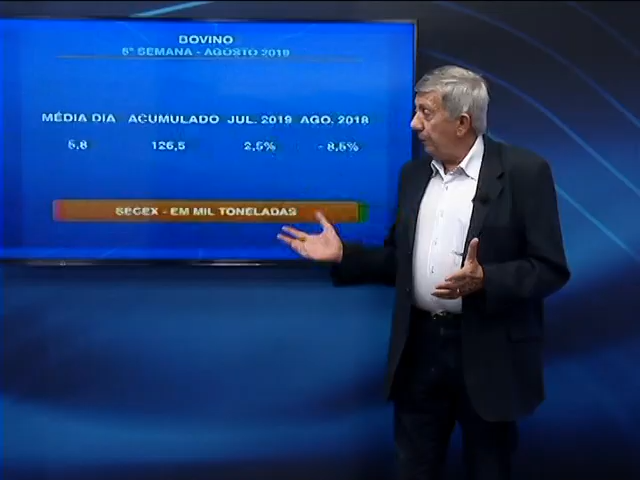 BOVINO
5ª SEMANA - AGOSTO 2019
MÉDIA DIA ACUMULADO JUL. 2019 AGO. 2018
5,8 126,5 2,5% - 8,5%
SECEX - EM MIL TONELADAS